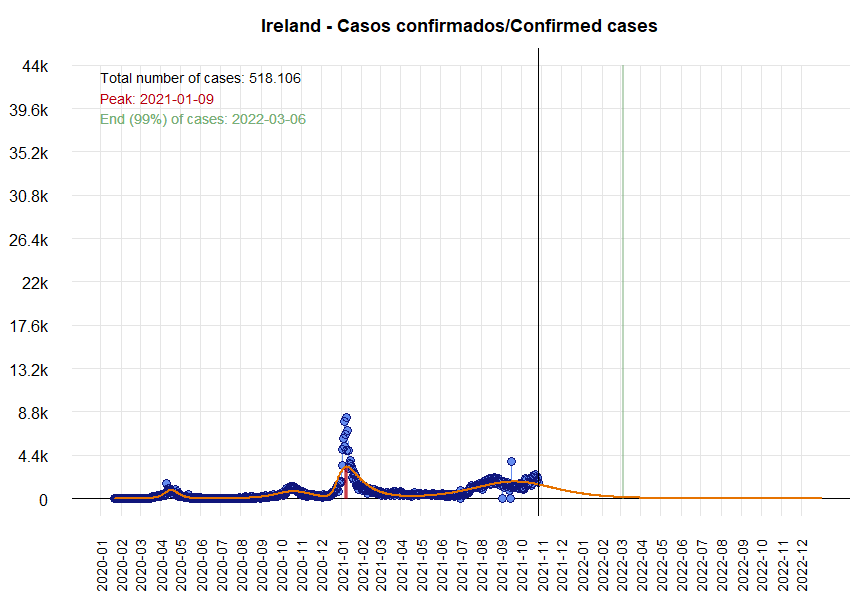 Ireland - Casos confirmados/Confirmed cases
Total number of cases: 518.106
Peak: 2021-01-09
End (99%) of cases: 2022-03-06
44k
39.6k
35.2k
30.8k
26.4k
22k
17.6k
13.2k
8.8k
4.4k
0
2020-01
2020-02
2020-03
2020-04
2020-05
2020-06
2020-07
2020-08
2020-09
2020-10
2020-11
2020-12
2021-01
2021-02
2021-03
2021-04
2021-05
2021-06
2021-07
2021-08
2021-09
2021-10
2021-11
2021-12
2022-01
2022-02
2022-03
2022-04
2022-05
2022-06
2022-07
2022-08
2022-09
2022-10
2022-11
2022-12